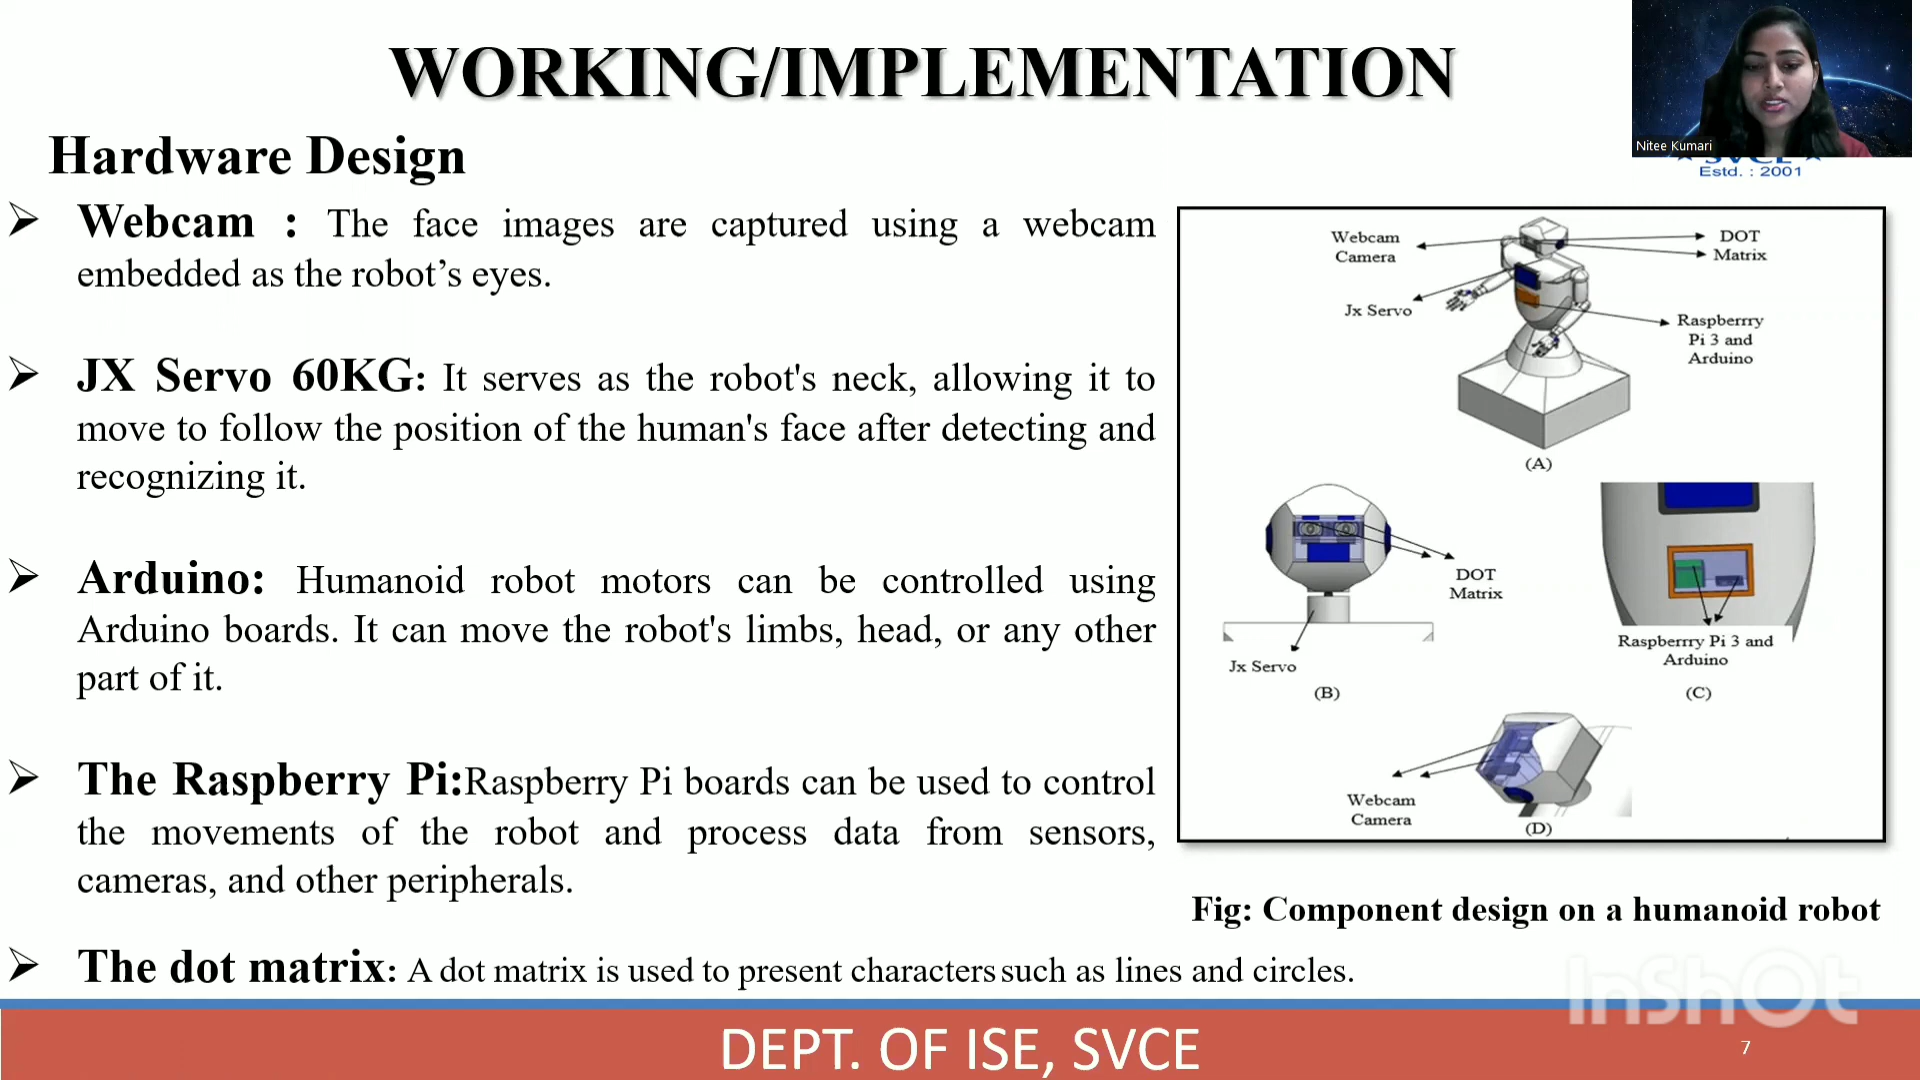 WORKING/IMPLEMENTATION
Nitee Kumari
Estd. : 2001
Hardware Design
➢ Webcam : The face images are captured using a webcam
embedded as the robot’s eyes.
➢ JX Servo 60KG: It serves as the robot's neck, allowing it to
move to follow the position of the human's face after detecting and
recognizing it.
➢ Arduino: Humanoid robot motors can be controlled using
Arduino boards. It can move the robot's limbs, head, or any other
part of it.
➢ The Raspberry Pi:Raspberry Pi boards can be used to control
the movements of the robot and process data from sensors,
cameras, and other peripherals.
➢ The dot matrix: A dot matrix is used to present characters such as lines and circles.
Webcam
Camera
DOT
Matrix
Jx Servo
Raspberrry
Pi 3 and
Arduino
(A)
DOT
Matrix
Jx Servo
(B)
Raspberrry Pi 3 and
Arduino
(C)
Webcam
Camera
(D)
Fig: Component design on a humanoid robot
InShOt
DEPT. OF ISE, SVCE
7